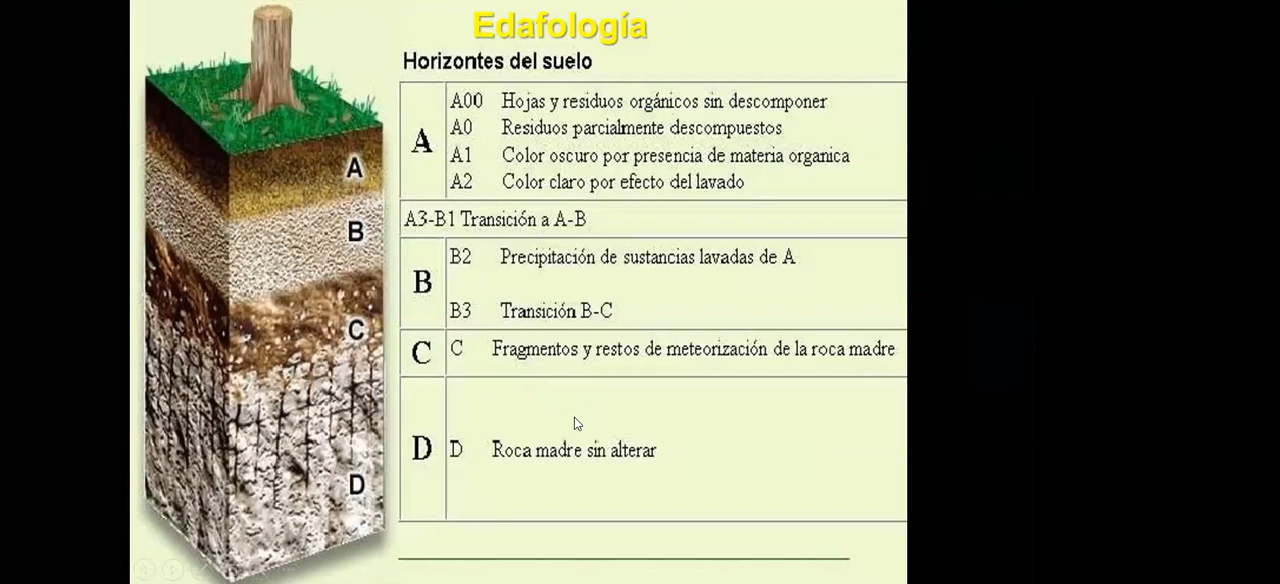 Edafología
Horizontes del suelo
A
A00 Hojas y residuos orgánicos sin descomponer
A0 Residuos parcialmente descompuestos
A1 Color oscuro por presencia de materia organica
A2 Color claro por efecto del lavado
A3-B1 Transición a A-B
B
B2 Precipitación de sustancias lavadas de A
B3 Transición B-C
C
C Fragmentos y restos de meteorización de la roca madre
D
D Roca madre sin alterar
A
B
C
D